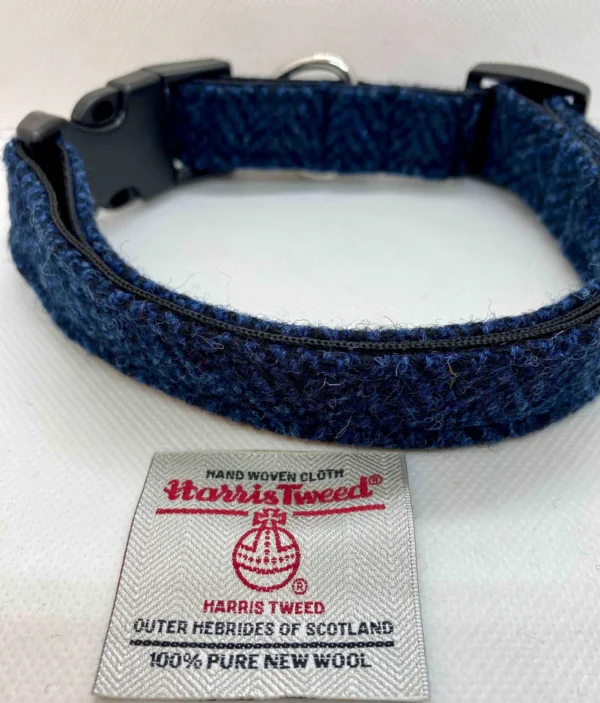 HAND WOVEN CLOTH
Harris Tweed®
®
HARRIS TWEED
OUTER HEBRIDES OF SCOTLAND
100% PURE NEW WOOL